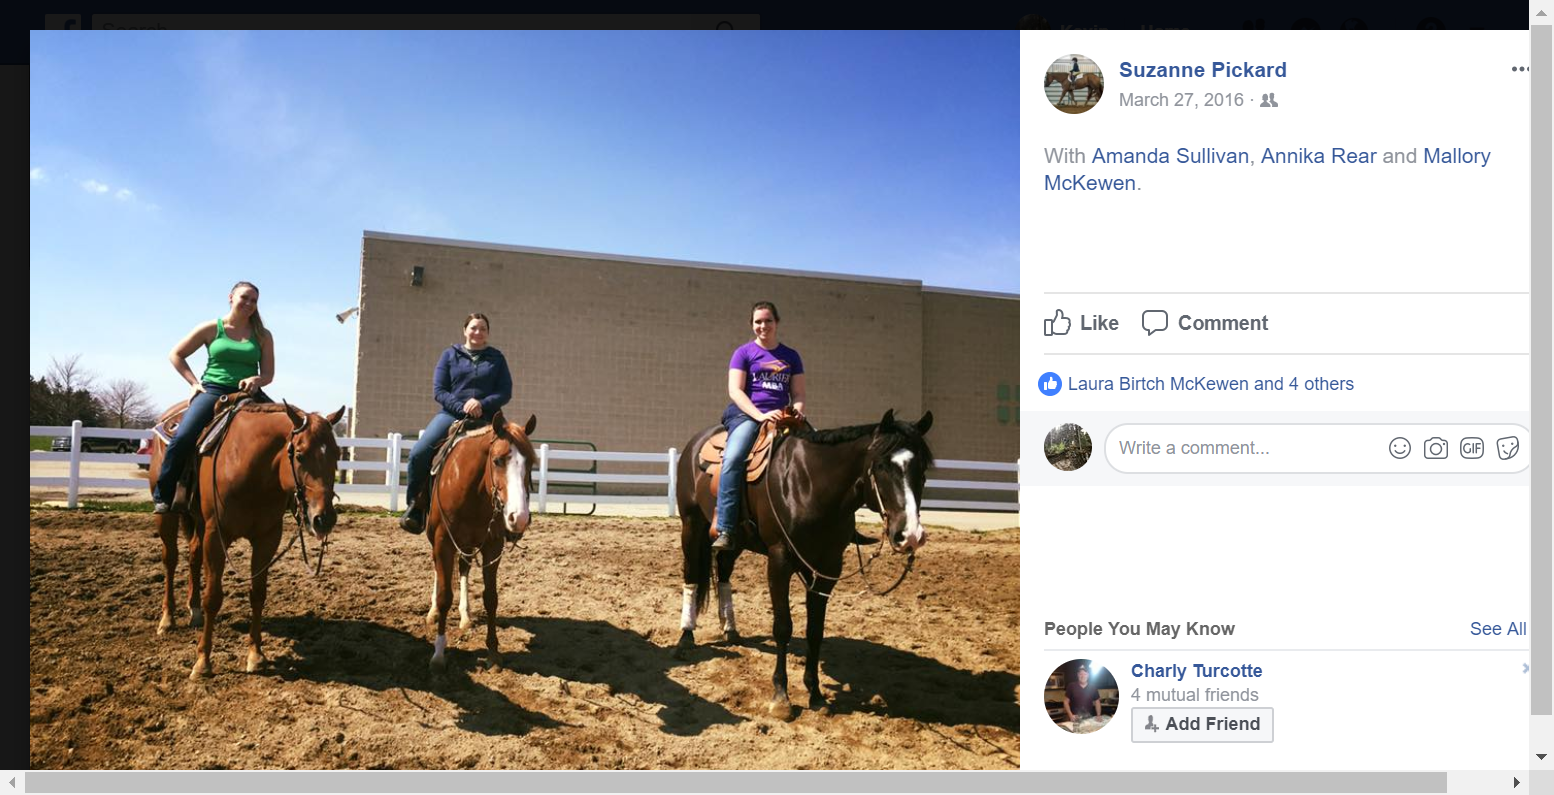 Search
Suzanne Pickard
March 27, 2016 ·
With Amanda Sullivan, Annika Rear and Mallory
McKewen.
Like Comment
Laura Birtch McKewen and 4 others
Write a comment...
GIF
LAURIER
MBA
People You May Know See All
Charly Turcotte
4 mutual friends
Add Friend